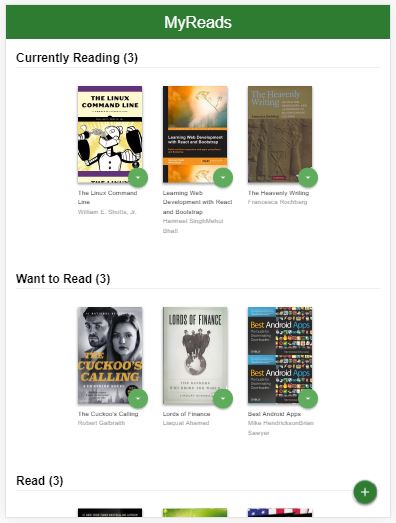 MyReads
Currently Reading (3)
THE LINUX
COMMAND LINE
Learning Web Development
with React and Bootstrap
The Heavenly
Writing
The Linux Command
Line
William E. Shotts, Jr.
Learning Web
Development with React
and Bootstrap
Harmeet SinghMehul
Bhatt
The Heavenly Writing
Francesca Rochberg
Want to Read (3)
THE
CUCKOO'S
CALLING
LORDS OF FINANCE
Best Android Apps
Best Android Apps
The Cuckoo's Calling
Robert Galbraith
Lords of Finance
Liaquat Ahamed
Best Android Apps
Mike HendricksonBrian
Sawyer
Read (3)